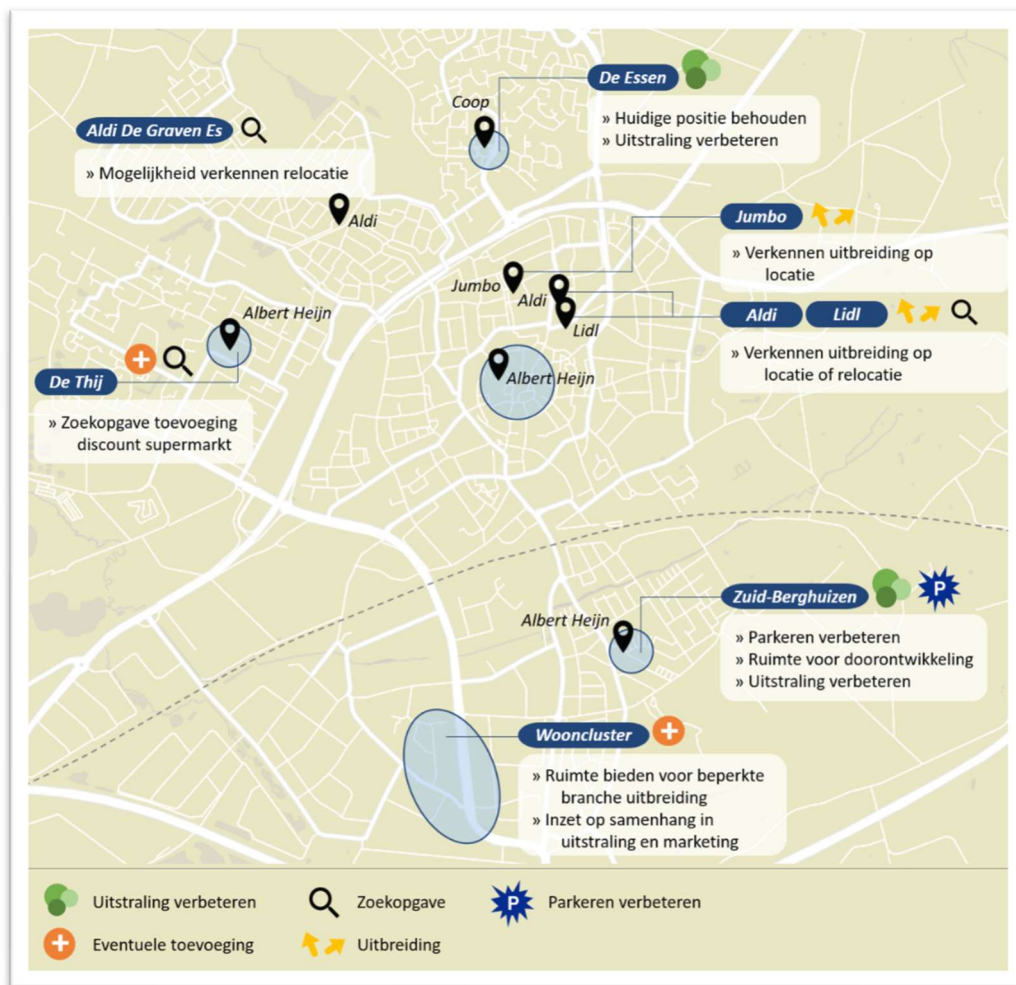 De Essen
» Huidige positie behouden
» Uitstraling verbeteren
Coop
Aldi De Graven Es
» Mogelijkheid verkennen relocatie
Aldi
Jumbo
» Verkennen uitbreiding op
locatie
Jumbo
Aldi
Lidl
Aldi
Lidl
» Verkennen uitbreiding op
locatie of relocatie
Albert Heijn
Albert Heijn
De Thij
» Zoekopgave toevoeging
discount supermarkt
Zuid-Berghuizen
P
» Parkeren verbeteren
» Ruimte voor doorontwikkeling
» Uitstraling verbeteren
Albert Heijn
Wooncluster
» Ruimte bieden voor beperkte
branche uitbreiding
» Inzet op samenhang in
uitstraling en marketing
Uitstraling verbeteren
Zoekopgave
P
Parkeren verbeteren
Eventuele toevoeging
Uitbreiding